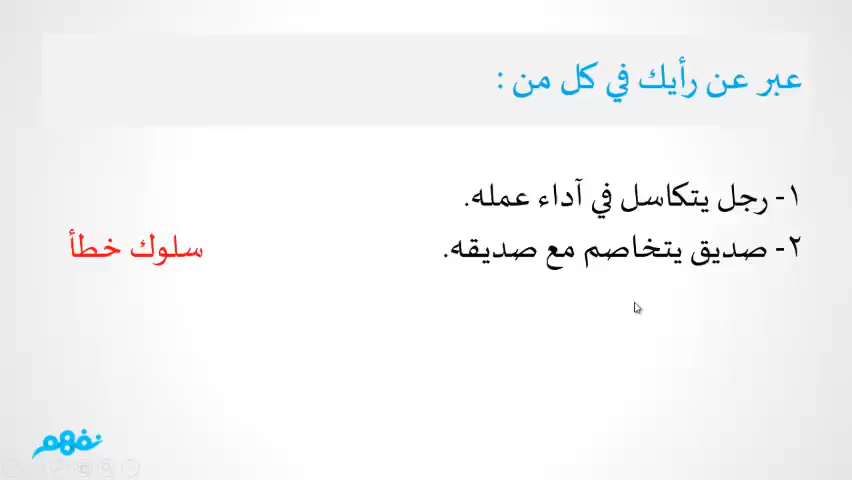 عبر عن رأيك في كل من :
١- رجل يتكاسل في آداء عمله.
٢- صديق يتخاصم مع صديقه. سلوك خطأ
نفهم